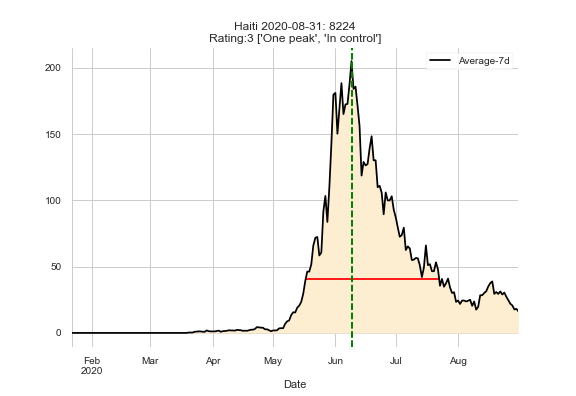 Haiti 2020-08-31: 8224
Rating:3 ['One peak', 'In control']
Average-7d
200
150
100
50
0
Feb
2020
Mar
Apr
May
Jun
Jul
Aug
Date